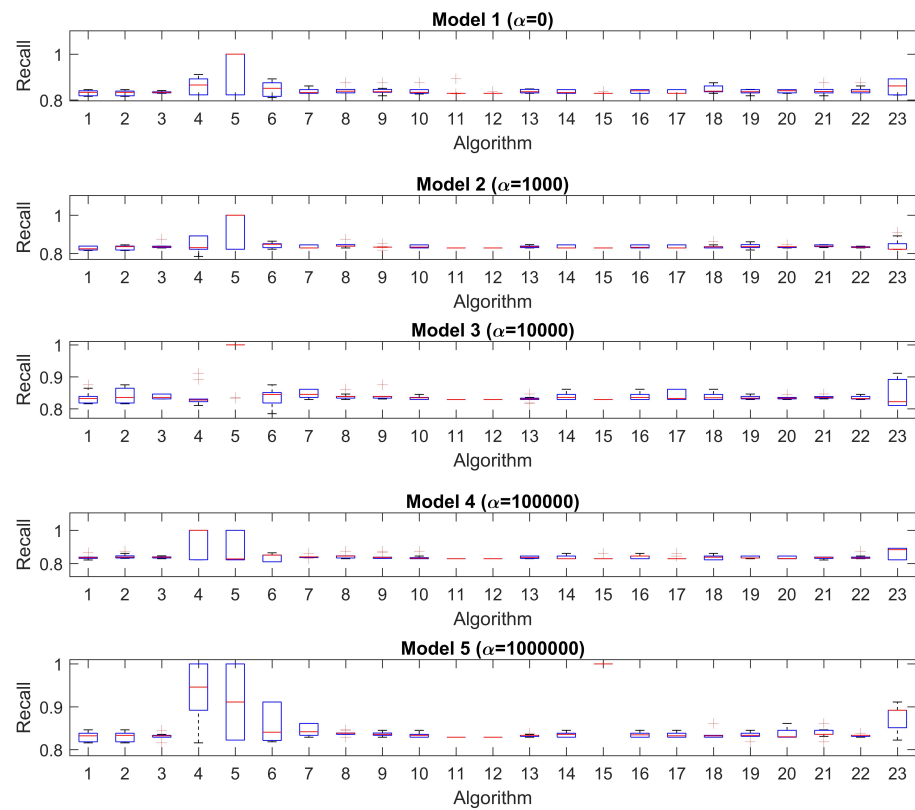 Model 1 (α=0)
Recall
1
0.8
1 2 3 4 5 6 7 8 9 10 11 12 13 14 15 16 17 18 19 20 21 22 23
Algorithm
Model 2 (α=1000)
Recall
1
0.8
1 2 3 4 5 6 7 8 9 10 11 12 13 14 15 16 17 18 19 20 21 22 23
Algorithm
Model 3 (α=10000)
Recall
1
0.9
0.8
1 2 3 4 5 6 7 8 9 10 11 12 13 14 15 16 17 18 19 20 21 22 23
Algorithm
Model 4 (α=100000)
Recall
1
0.8
1 2 3 4 5 6 7 8 9 10 11 12 13 14 15 16 17 18 19 20 21 22 23
Algorithm
Model 5 (α=1000000)
Recall
1
0.9
0.8
1 2 3 4 5 6 7 8 9 10 11 12 13 14 15 16 17 18 19 20 21 22 23
Algorithm